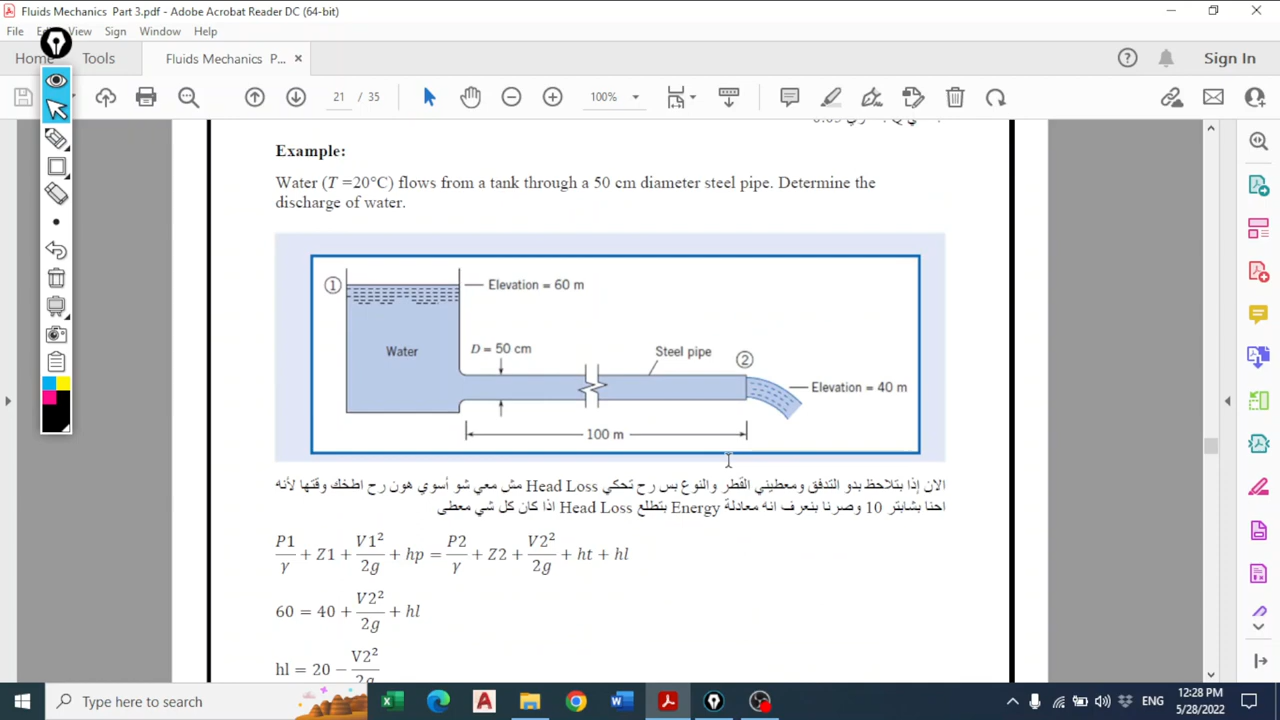 Fluids Mechanics Part 3.pdf - Adobe Acrobat Reader DC (64-bit)
File View Sign Window Help
Home Tools Fluids Mechanics P... × Sign In
21 / 35 100%
Example:
Water (T =20°C) flows from a tank through a 50 cm diameter steel pipe. Determine the
discharge of water.
1 Elevation = 60 m
Water D = 50 cm Steel pipe 2
Elevation = 40 m
100 m
الان إذا بتلاحظ بدو التدفق ومعطيني القطر والنوع بس رح تحكي Head Loss مش معي شو أسوي هون رح اطخك وقتها لأنه
احنا بشابتر 10 وصرنا بنعرف انه معادلة Energy بتطلع Head Loss اذا كان كل شي معطى
P1/γ + Z1 + V1²/2g + hp = P2/γ + Z2 + V2²/2g + ht + hl
60 = 40 + V2²/2g + hl
hl = 20 − V2²/2g
Type here to search
ENG 12:28 PM
5/28/2022